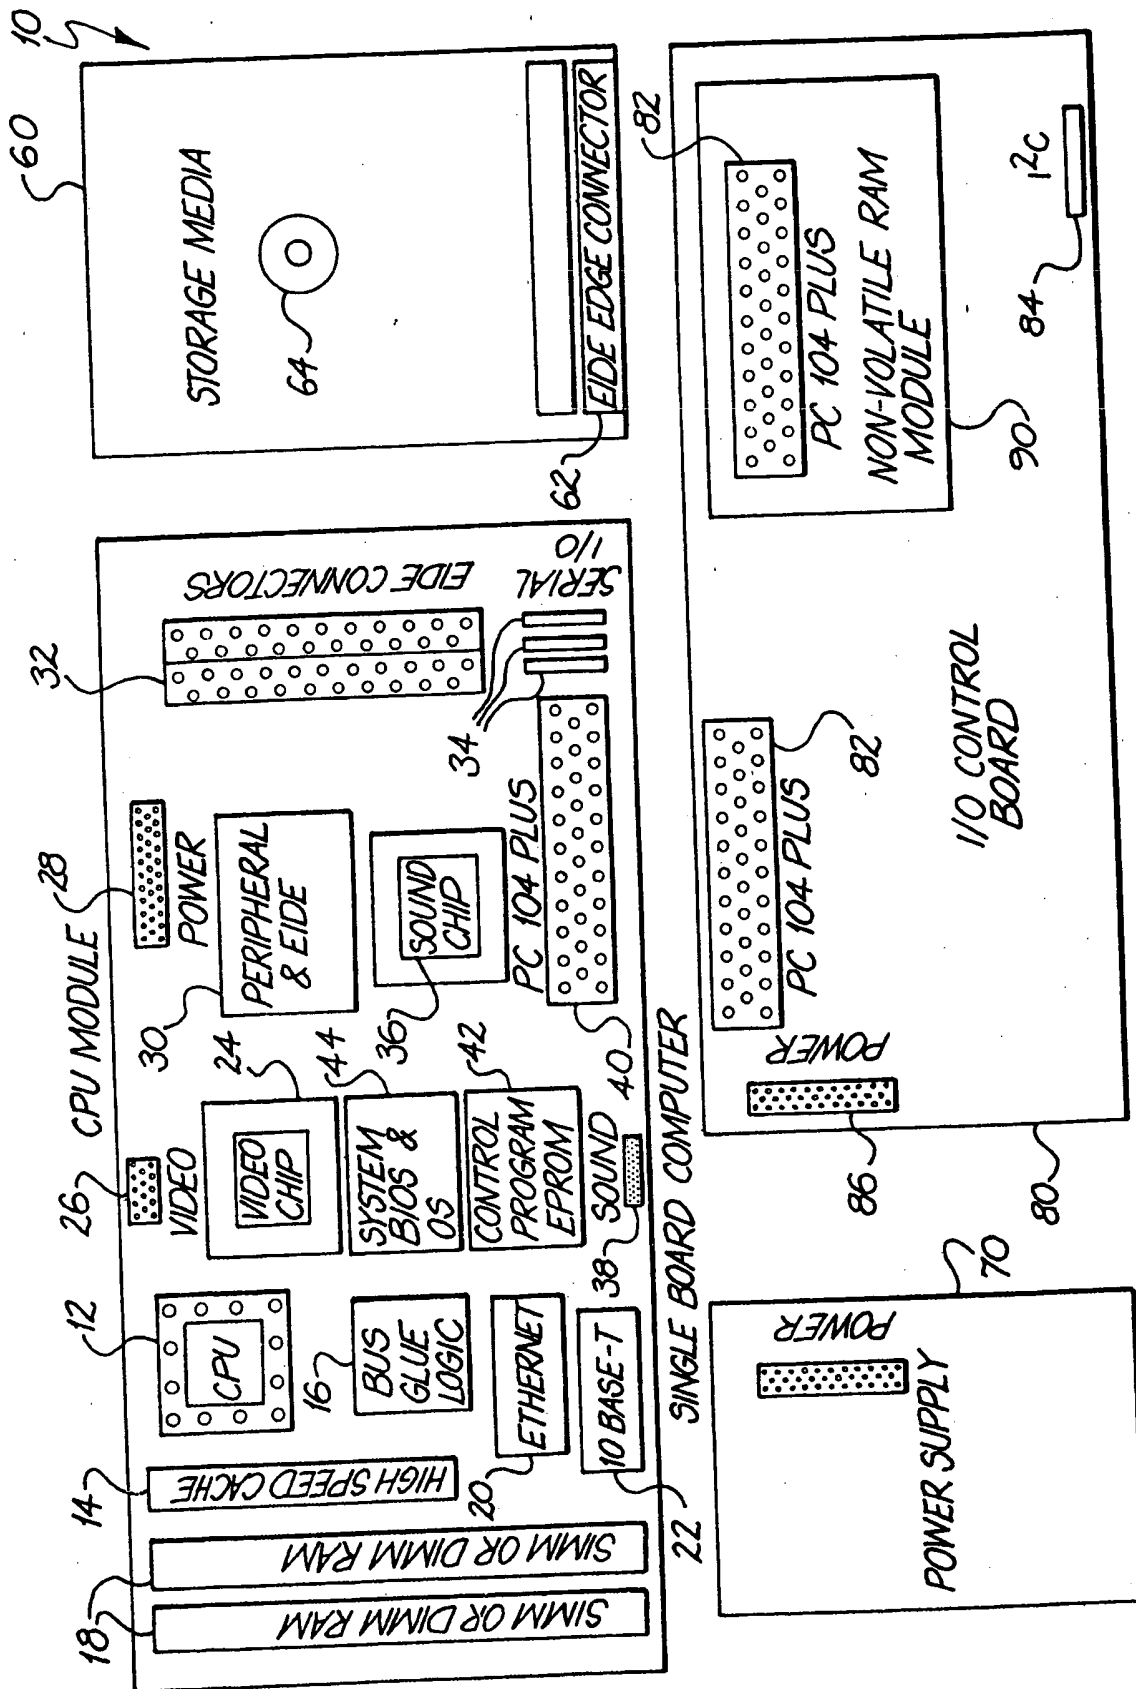 10
60
STORAGE MEDIA
64
EIDE EDGE CONNECTOR
62
CPU MODULE
18
SIMM OR DIMM RAM
SIMM OR DIMM RAM
14
HIGH SPEED CACHE
12
CPU
16
BUS
GLUE
LOGIC
20
ETHERNET
22
10 BASE-T
26
VIDEO
24
VIDEO
CHIP
44
SYSTEM
BIOS &
OS
42
CONTROL
PROGRAM
EPROM
SOUND
38
28
POWER
30
PERIPHERAL
& EIDE
36
SOUND
CHIP
PC 104 PLUS
40
32
EIDE CONNECTORS
34
SERIAL
I/O
SINGLE BOARD COMPUTER
70
POWER
POWER SUPPLY
80
86
POWER
82
PC 104 PLUS
I/O CONTROL
BOARD
82
PC 104 PLUS
NON-VOLATILE RAM
MODULE
90
84
I2C